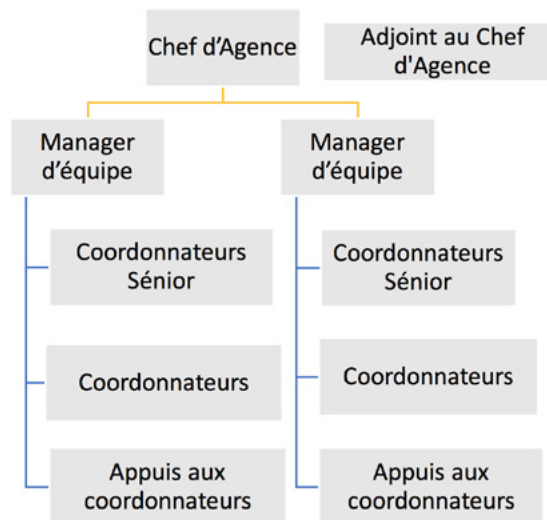 Chef d’Agence
Adjoint au Chef
d'Agence
Manager
d’équipe
Manager
d’équipe
Coordonnateurs
Sénior
Coordonnateurs
Appuis aux
coordonnateurs
Coordonnateurs
Sénior
Coordonnateurs
Appuis aux
coordonnateurs